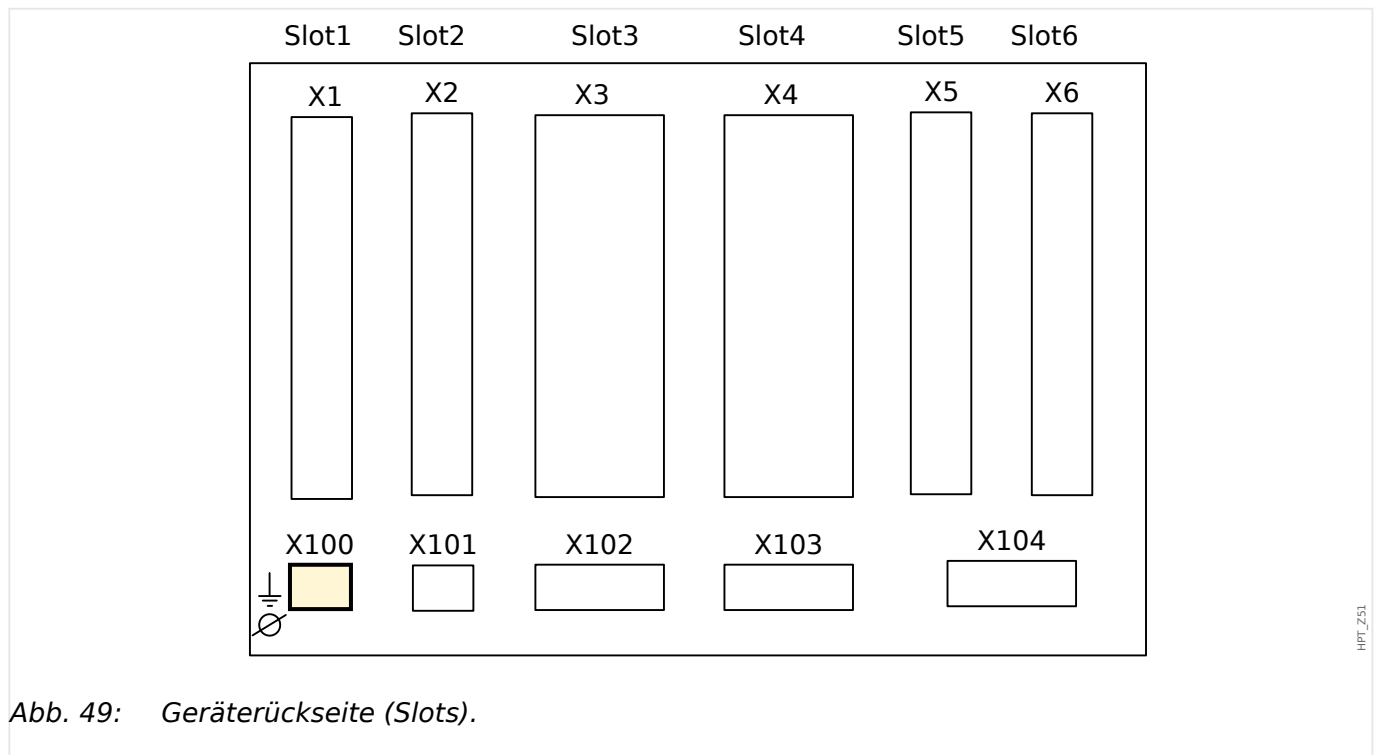 Slot1 Slot2 Slot3 Slot4 Slot5 Slot6
X1 X2 X3 X4 X5 X6
X100 X101 X102 X103 X104
HPT_Z51
Abb. 49: Geräterückseite (Slots).